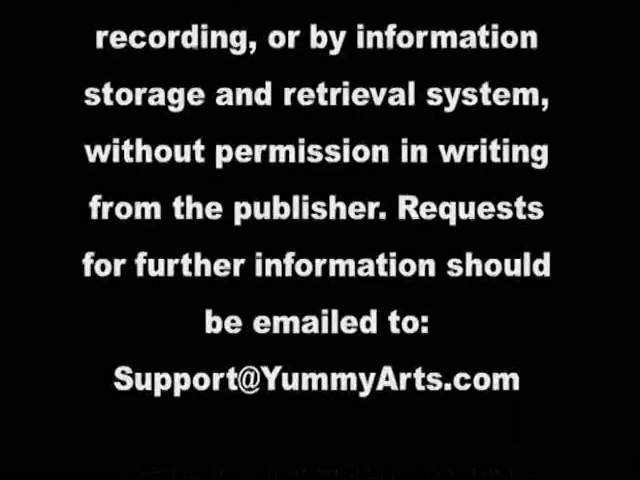 recording, or by information
storage and retrieval system,
without permission in writing
from the publisher. Requests
for further information should
be emailed to:
Support@YummyArts.com